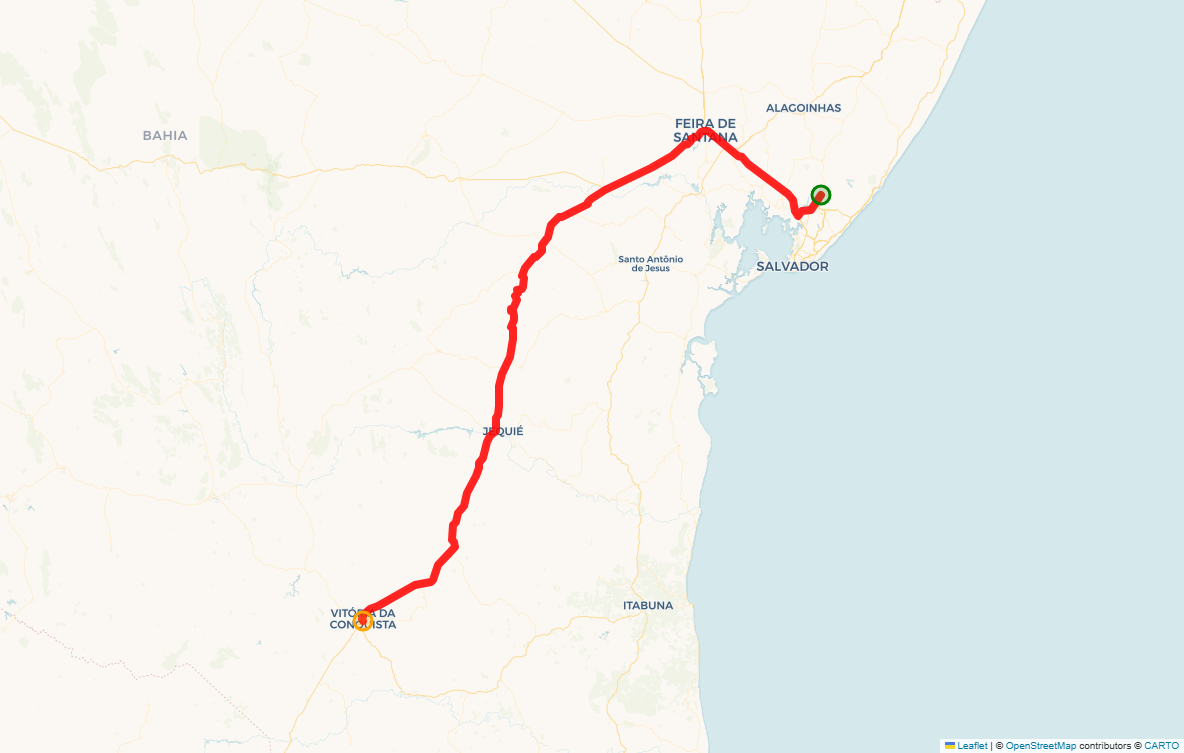 ALAGOINHAS
FEIRA DE
SANTANA
BAHIA
Santo Antônio
de Jesus
SALVADOR
JEQUIÉ
ITABUNA
VITÓRIA DA
CONQUISTA
Leaflet | © OpenStreetMap contributors © CARTO